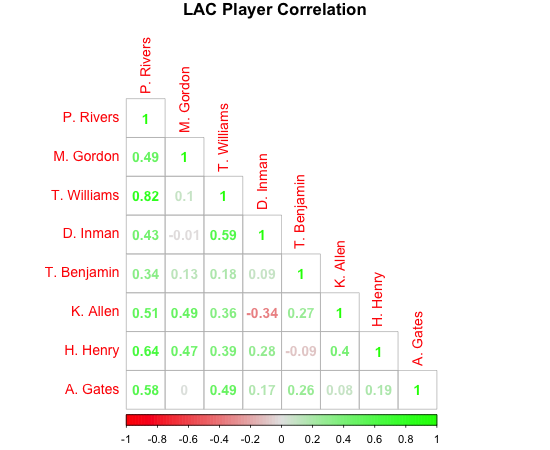 LAC Player Correlation
P. Rivers
M. Gordon
T. Williams
D. Inman
T. Benjamin
K. Allen
H. Henry
A. Gates
P. Rivers 1
M. Gordon 0.49 1
T. Williams 0.82 0.1 1
D. Inman 0.43 -0.01 0.59 1
T. Benjamin 0.34 0.13 0.18 0.09 1
K. Allen 0.51 0.49 0.36 -0.34 0.27 1
H. Henry 0.64 0.47 0.39 0.28 -0.09 0.4 1
A. Gates 0.58 0 0.49 0.17 0.26 0.08 0.19 1
-1 -0.8 -0.6 -0.4 -0.2 0 0.2 0.4 0.6 0.8 1